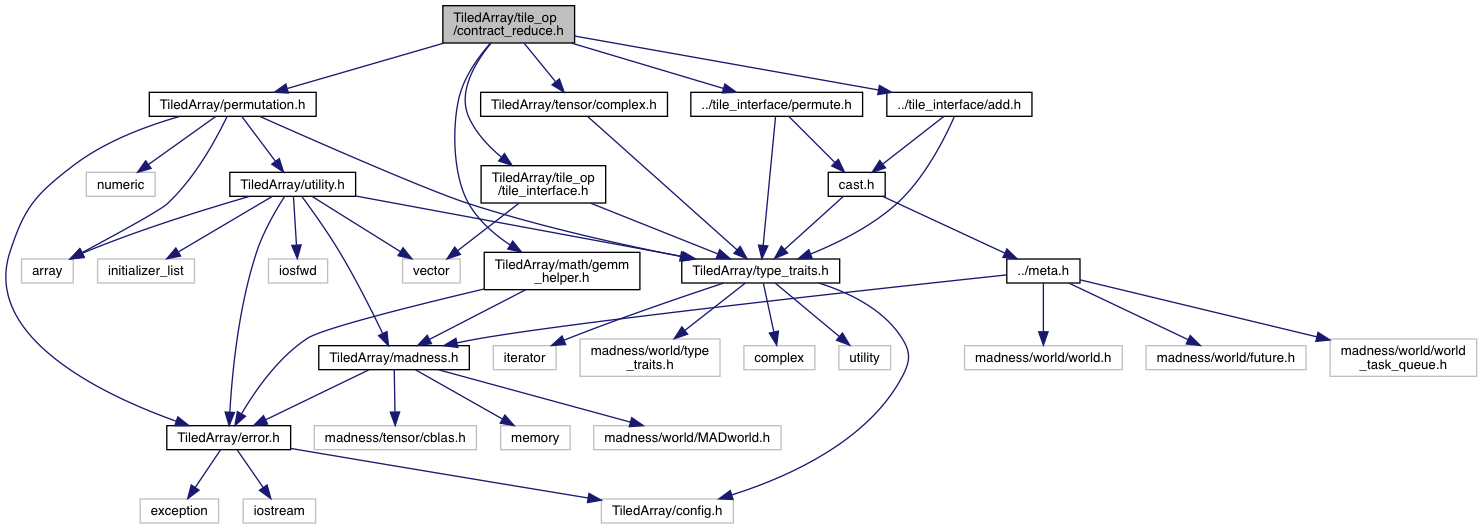 TiledArray/tile_op
/contract_reduce.h
TiledArray/permutation.h
TiledArray/tensor/complex.h
../tile_interface/permute.h
../tile_interface/add.h
numeric
TiledArray/utility.h
TiledArray/tile_op
/tile_interface.h
cast.h
array
initializer_list
iosfwd
vector
TiledArray/math/gemm
_helper.h
TiledArray/type_traits.h
../meta.h
TiledArray/madness.h
iterator
madness/world/type
_traits.h
complex
utility
madness/world/world.h
madness/world/future.h
madness/world/world
_task_queue.h
TiledArray/error.h
madness/tensor/cblas.h
memory
madness/world/MADworld.h
exception
iostream
TiledArray/config.h